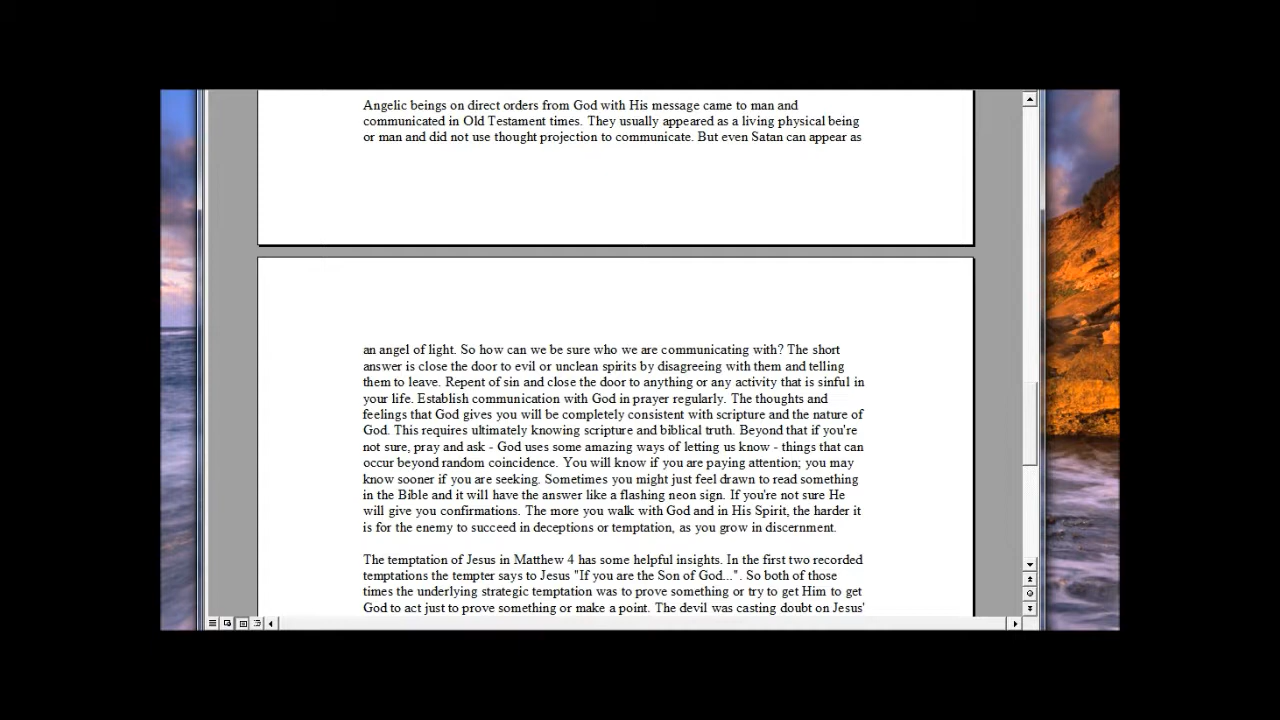 Angelic beings on direct orders from God with His message came to man and
communicated in Old Testament times. They usually appeared as a living physical being
or man and did not use thought projection to communicate. But even Satan can appear as
an angel of light. So how can we be sure who we are communicating with? The short
answer is close the door to evil or unclean spirits by disagreeing with them and telling
them to leave. Repent of sin and close the door to anything or any activity that is sinful in
your life. Establish communication with God in prayer regularly. The thoughts and
feelings that God gives you will be completely consistent with scripture and the nature of
God. This requires ultimately knowing scripture and biblical truth. Beyond that if you're
not sure, pray and ask - God uses some amazing ways of letting us know - things that can
occur beyond random coincidence. You will know if you are paying attention; you may
know sooner if you are seeking. Sometimes you might just feel drawn to read something
in the Bible and it will have the answer like a flashing neon sign. If you're not sure He
will give you confirmations. The more you walk with God and in His Spirit, the harder it
is for the enemy to succeed in deceptions or temptation, as you grow in discernment.
The temptation of Jesus in Matthew 4 has some helpful insights. In the first two recorded
temptations the tempter says to Jesus "If you are the Son of God...". So both of those
times the underlying strategic temptation was to prove something or try to get Him to get
God to act just to prove something or make a point. The devil was casting doubt on Jesus'